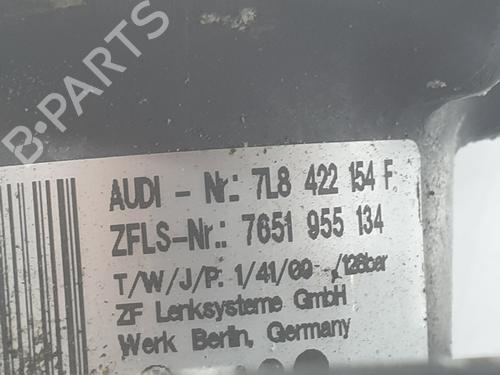 B-PARTS
AUDI - Nr.: 7L8 422 154 F
ZFLS-Nr.: 7651 955 134
T/W/J/P: 1/41/09 -/126bar
ZF Lenksysteme GmbH
Werk Berlin, Germany